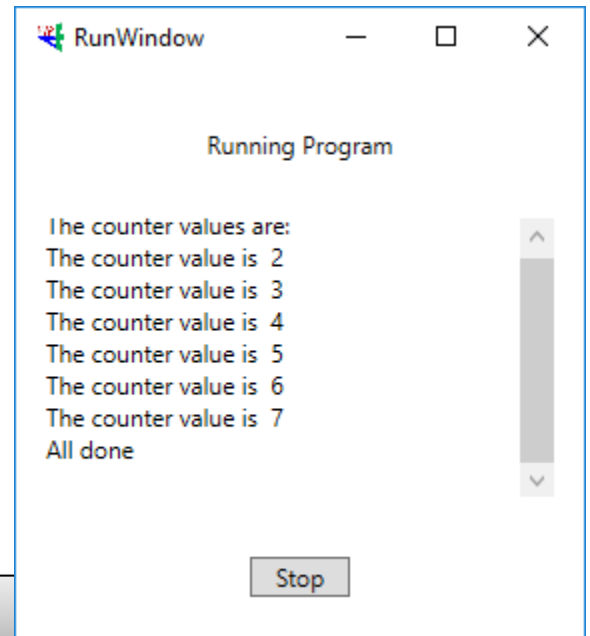 RunWindow
Running Program
The counter values are:
The counter value is  2
The counter value is  3
The counter value is  4
The counter value is  5
The counter value is  6
The counter value is  7
All done
Stop